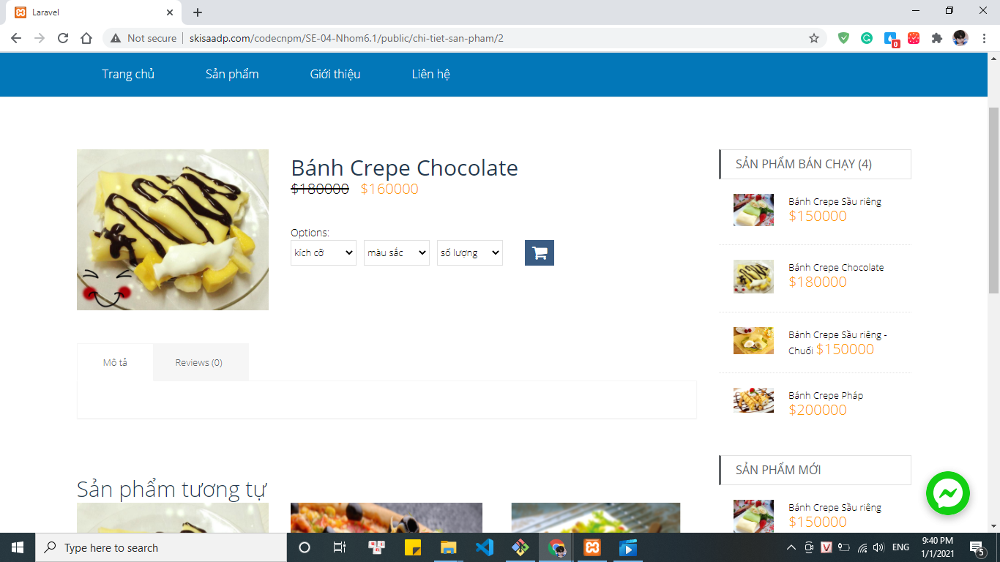 Laravel
Not secure
skisaadp.com/codecnpm/SE-04-Nhom6.1/public/chi-tiet-san-pham/2
0
Trang chủ
Sản phẩm
Giới thiệu
Liên hệ
Bánh Crepe Chocolate
$180000 $160000
Options:
kích cỡ
màu sắc
số lượng
Mô tả
Reviews (0)
Sản phẩm tương tự
SẢN PHẨM BÁN CHẠY (4)
Bánh Crepe Sầu riêng
$150000
Bánh Crepe Chocolate
$180000
Bánh Crepe Sầu riêng -
Chuối $150000
Bánh Crepe Pháp
$200000
SẢN PHẨM MỚI
Bánh Crepe Sầu riêng
$150000
Type here to search
V
ENG
9:40 PM
1/1/2021
5